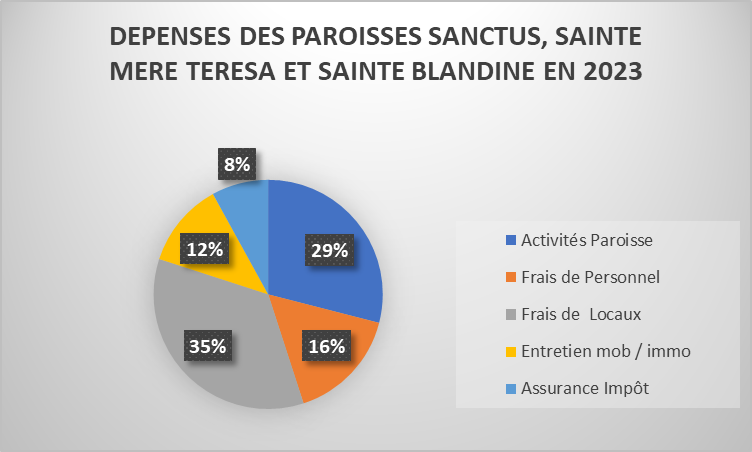 DEPENSES DES PAROISSES SANCTUS, SAINTE
MERE TERESA ET SAINTE BLANDINE EN 2023
8%
12%
29%
35%
16%
Activités Paroisse
Frais de Personnel
Frais de  Locaux
Entretien mob / immo
Assurance Impôt